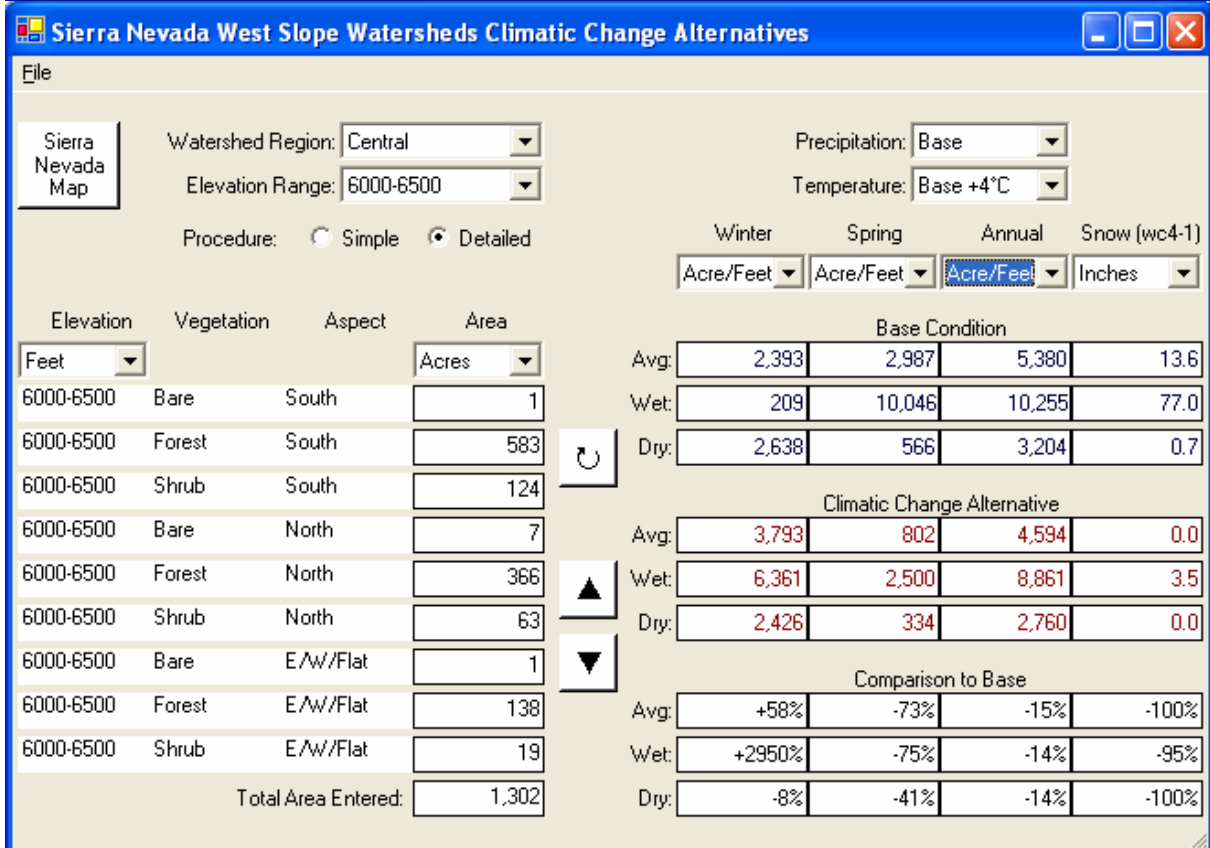 Sierra Nevada West Slope Watersheds Climatic Change Alternatives
File
Sierra
Nevada
Map
Watershed Region: Central
Elevation Range: 6000-6500
Procedure: Simple Detailed
Precipitation: Base
Temperature: Base +4°C
Winter Spring Annual Snow (wc4-1)
Acre/Feet Acre/Feet Acre/Feet Inches
Elevation Vegetation Aspect Area
Feet Acres
6000-6500 Bare South 1
6000-6500 Forest South 583
6000-6500 Shrub South 124
6000-6500 Bare North 7
6000-6500 Forest North 366
6000-6500 Shrub North 63
6000-6500 Bare E/W/Flat 1
6000-6500 Forest E/W/Flat 138
6000-6500 Shrub E/W/Flat 19
Total Area Entered: 1,302
Base Condition
Avg: 2,393 2,987 5,380 13.6
Wet: 209 10,046 10,255 77.0
Dry: 2,638 566 3,204 0.7
Climatic Change Alternative
Avg: 3,793 802 4,594 0.0
Wet: 6,361 2,500 8,861 3.5
Dry: 2,426 334 2,760 0.0
Comparison to Base
Avg: +58% -73% -15% -100%
Wet: +2950% -75% -14% -95%
Dry: -8% -41% -14% -100%